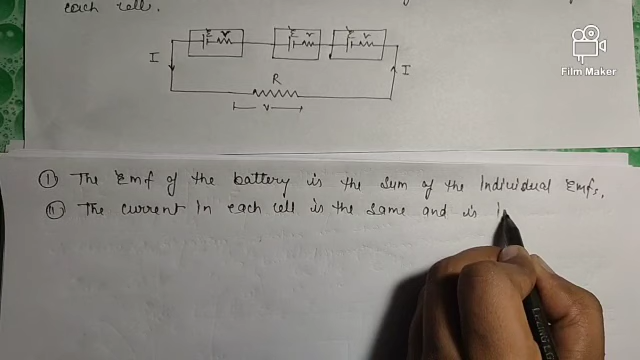 each cell.
E r E r E r
I I
R
V
(I) The Emf of the battery is the sum of the Individual Emfs.
(II) The current In each cell is the same and is I
Film Maker